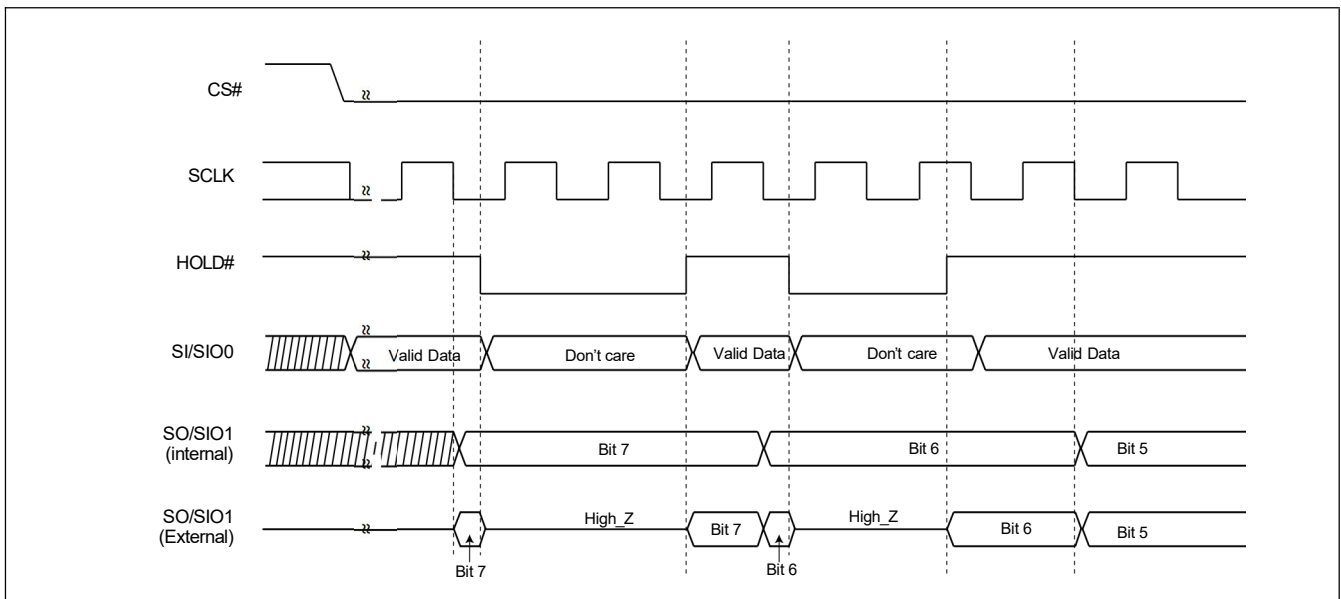 CS#
SCLK
HOLD#
SI/SIO0
Valid Data
Don't care
Valid Data
Don't care
Valid Data
SO/SIO1
(internal)
Bit 7
Bit 6
Bit 5
SO/SIO1
(External)
High_Z
Bit 7
High_Z
Bit 6
Bit 5
Bit 7
Bit 6